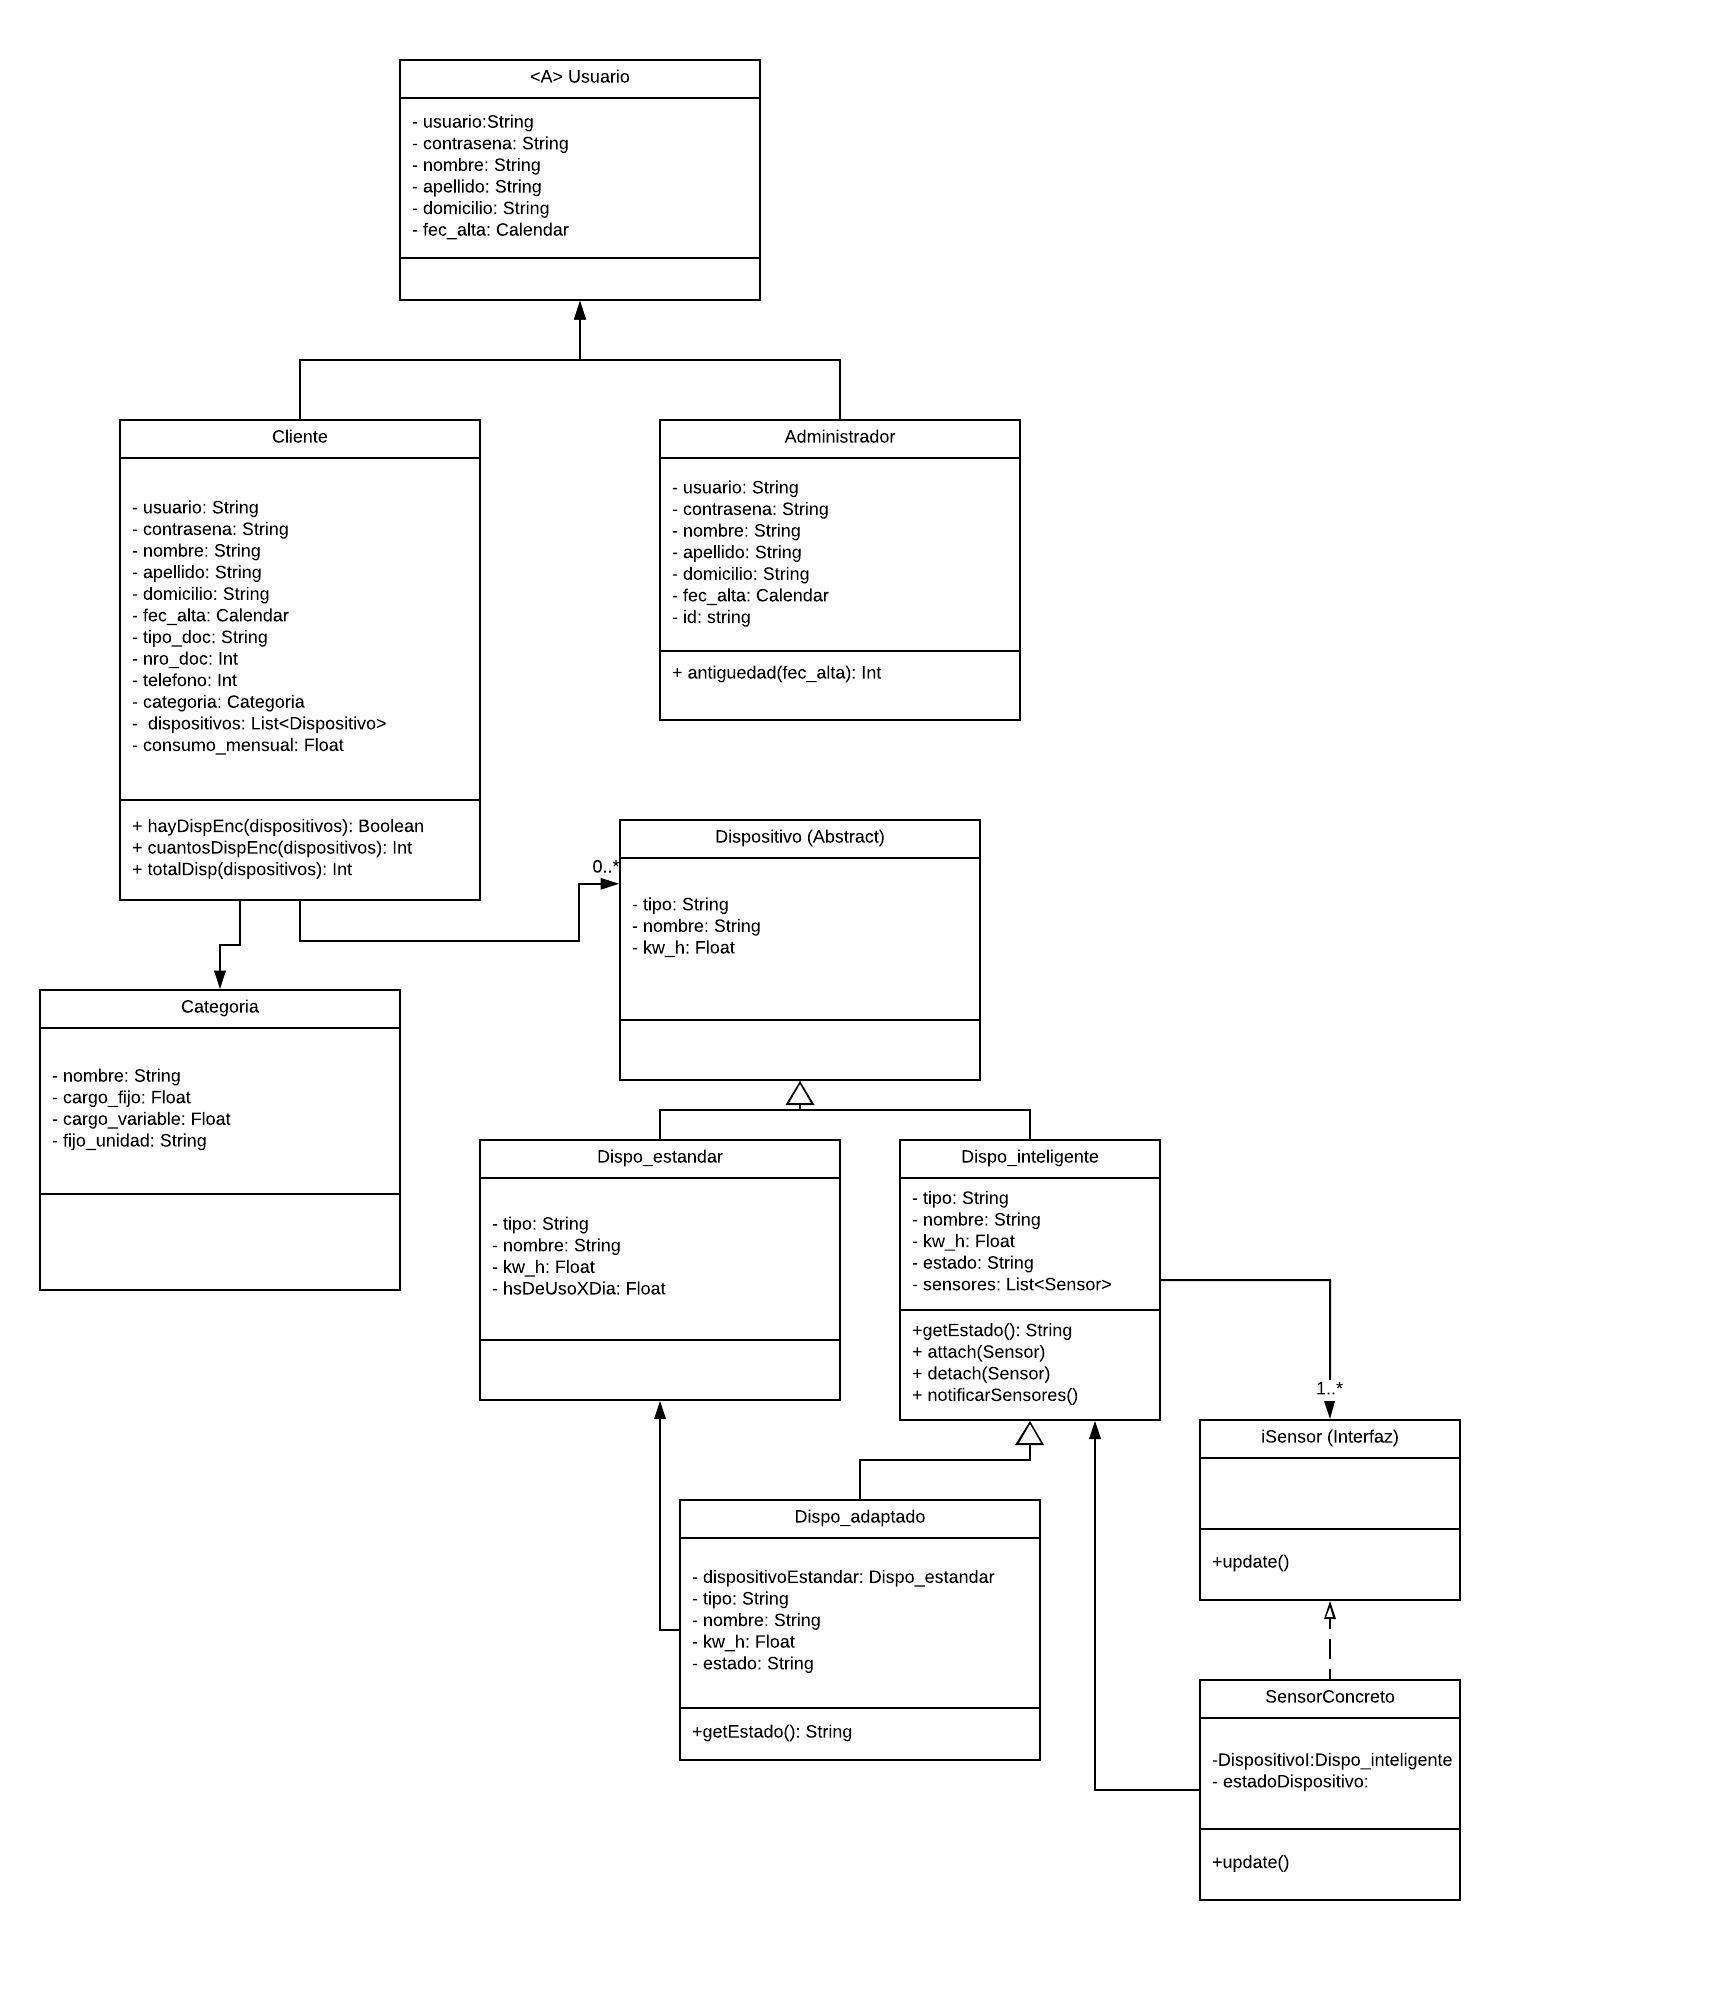 <A> Usuario
- usuario:String
- contrasena: String
- nombre: String
- apellido: String
- domicilio: String
- fec_alta: Calendar
Cliente
- usuario: String
- contrasena: String
- nombre: String
- apellido: String
- domicilio: String
- fec_alta: Calendar
- tipo_doc: String
- nro_doc: Int
- telefono: Int
- categoria: Categoria
-  dispositivos: List<Dispositivo>
- consumo_mensual: Float
+ hayDispEnc(dispositivos): Boolean
+ cuantosDispEnc(dispositivos): Int
+ totalDisp(dispositivos): Int
Administrador
- usuario: String
- contrasena: String
- nombre: String
- apellido: String
- domicilio: String
- fec_alta: Calendar
- id: string
+ antiguedad(fec_alta): Int
0..*
Dispositivo (Abstract)
- tipo: String
- nombre: String
- kw_h: Float
Categoria
- nombre: String
- cargo_fijo: Float
- cargo_variable: Float
- fijo_unidad: String
Dispo_estandar
- tipo: String
- nombre: String
- kw_h: Float
- hsDeUsoXDia: Float
Dispo_inteligente
- tipo: String
- nombre: String
- kw_h: Float
- estado: String
- sensores: List<Sensor>
+getEstado(): String
+ attach(Sensor)
+ detach(Sensor)
+ notificarSensores()
1..*
iSensor (Interfaz)
+update()
Dispo_adaptado
- dispositivoEstandar: Dispo_estandar
- tipo: String
- nombre: String
- kw_h: Float
- estado: String
+getEstado(): String
SensorConcreto
-DispositivoI:Dispo_inteligente
- estadoDispositivo:
+update()